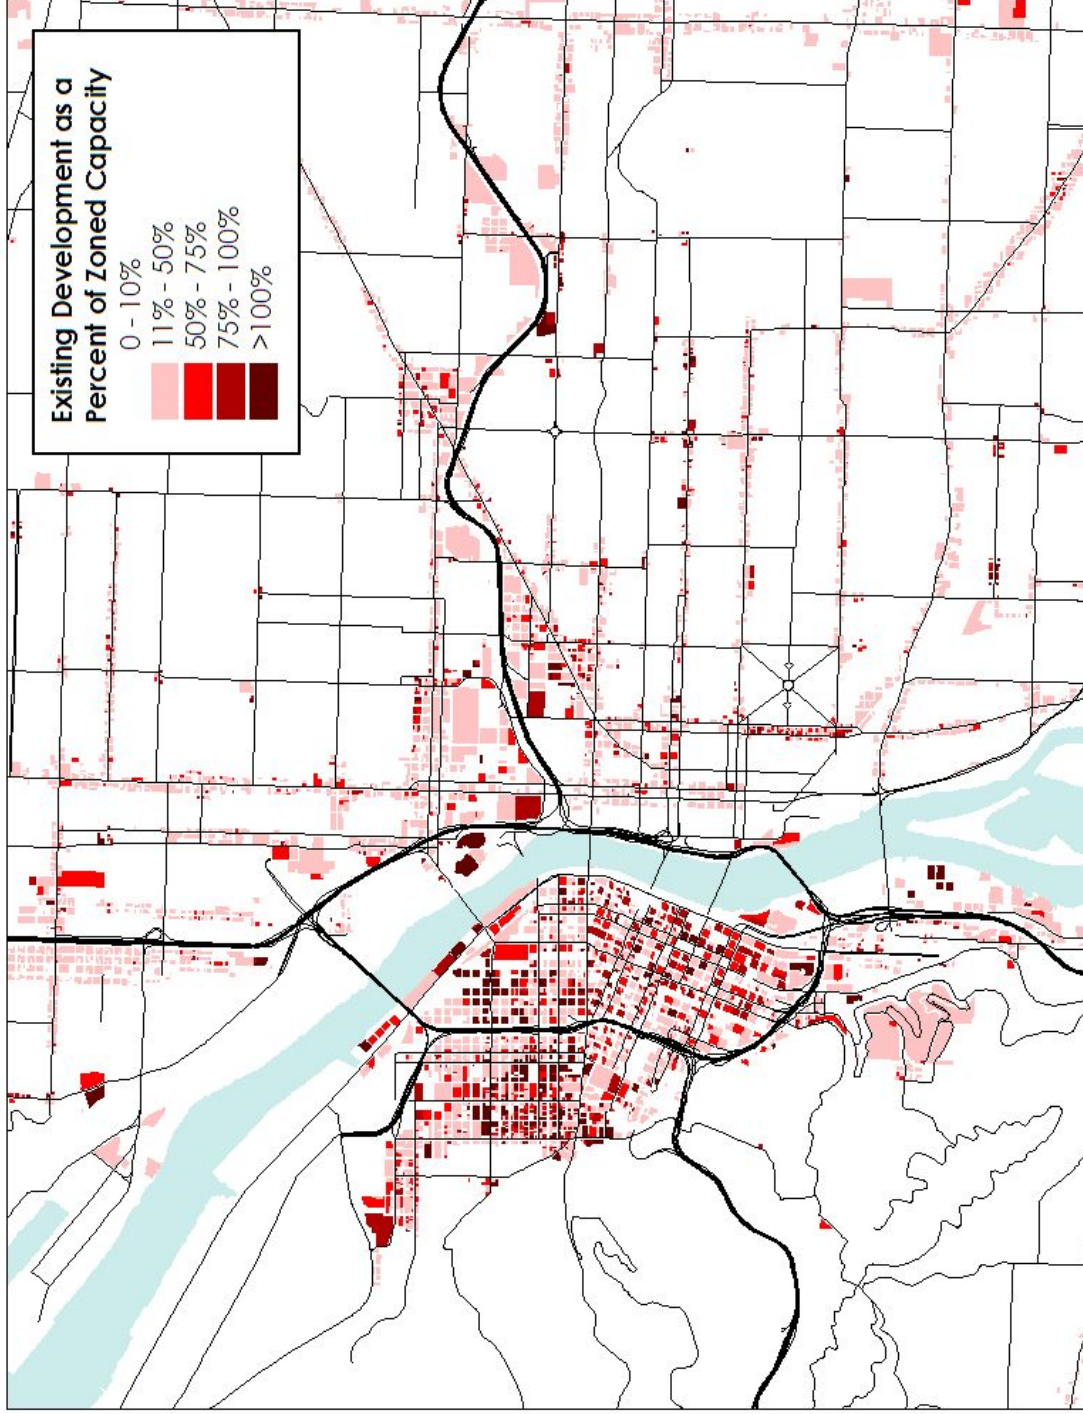 Existing Development as a
Percent of Zoned Capacity
0 - 10%
11% - 50%
50% - 75%
75% - 100%
>100%